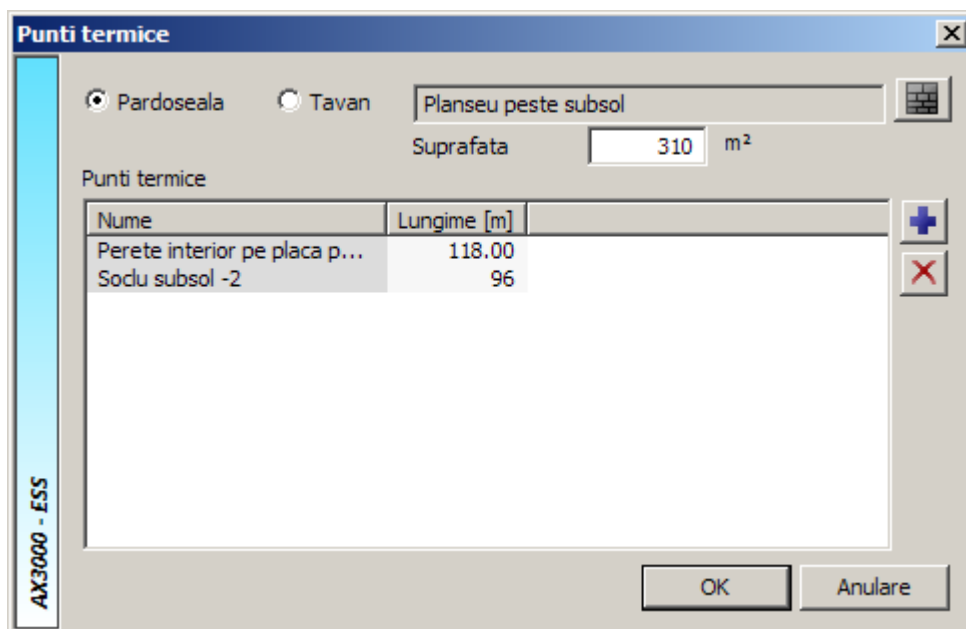 Punti termice
Pardoseala
Tavan
Planseu peste subsol
Suprafata
310
m²
Punti termice
Nume
Lungime [m]
Perete interior pe placa p...
118.00
Soclu subsol -2
96
AX3000 - ESS
OK
Anulare